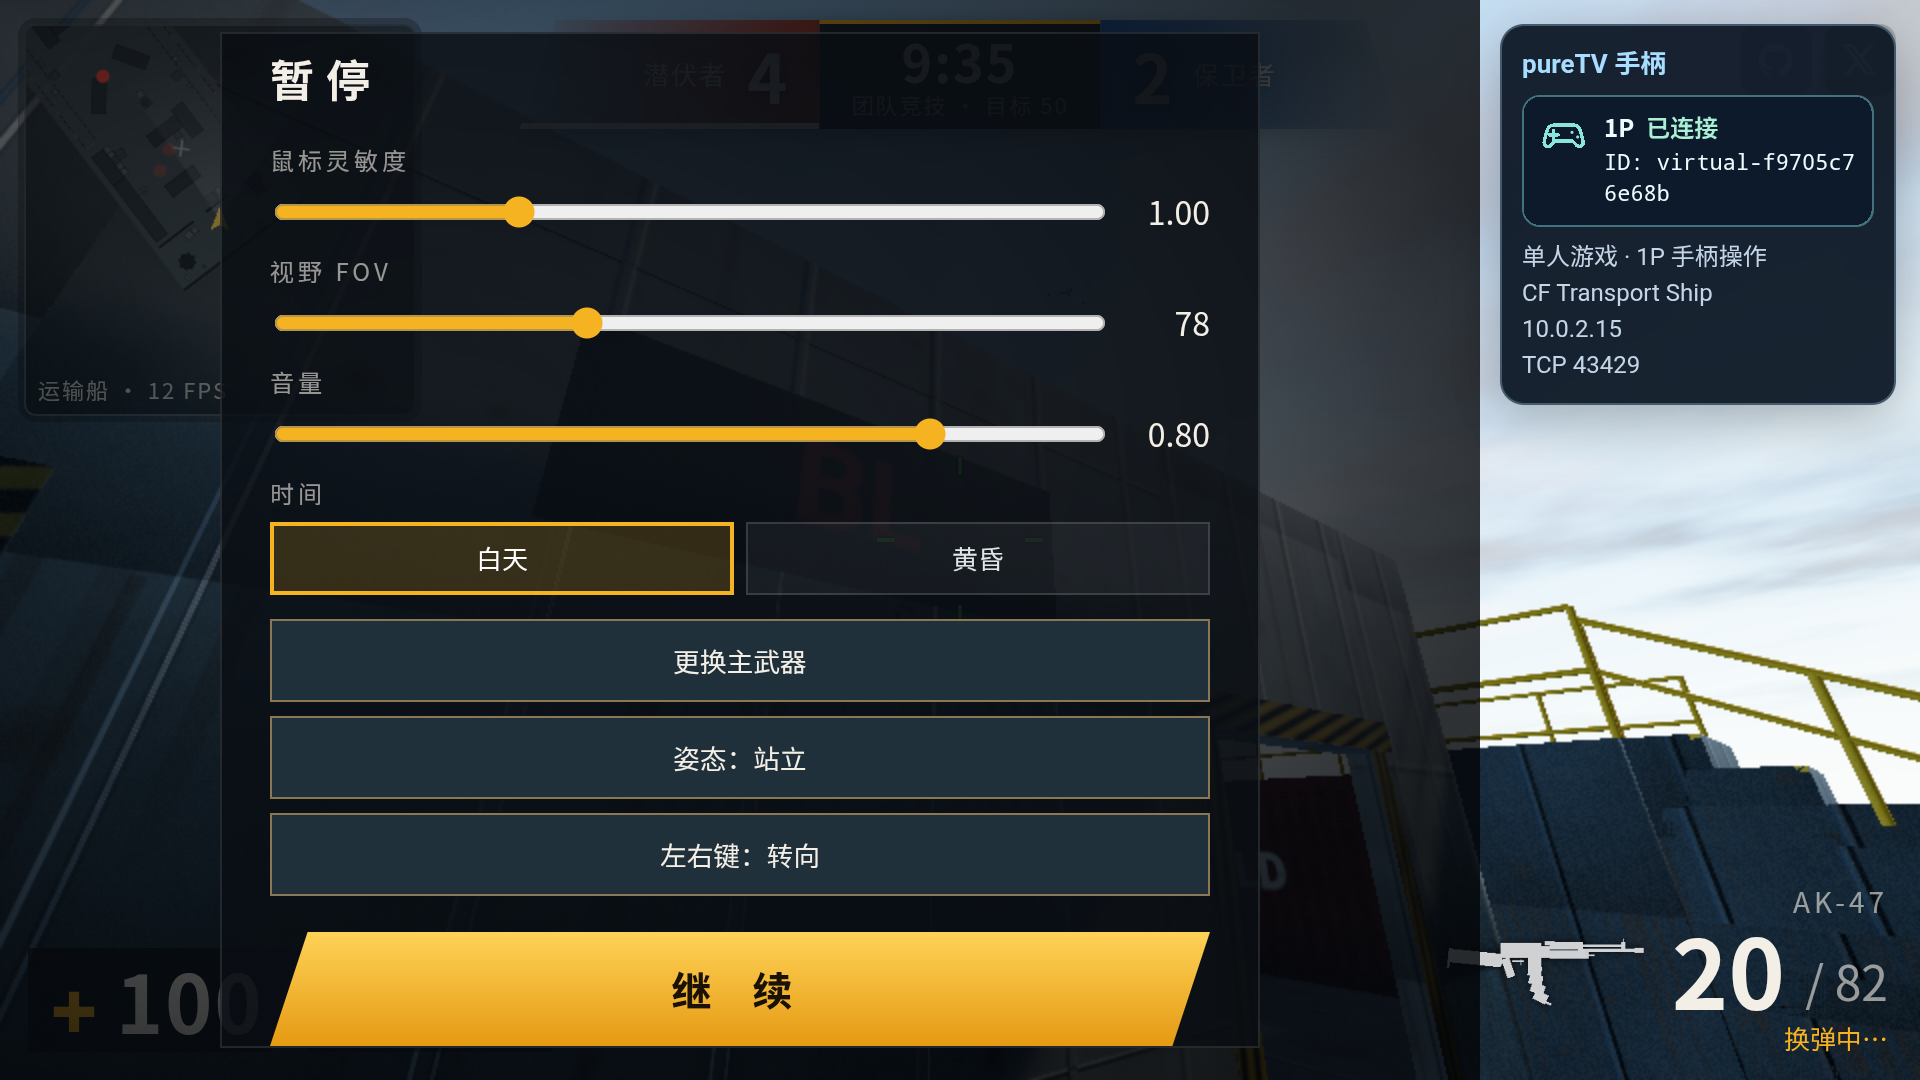 暂停
潜伏者 4
9:35
团队竞技 · 目标 50
2 保卫者
鼠标灵敏度
1.00
视野 FOV
78
运输船 · 12 FPS
音量
0.80
BL
时间
白天
黄昏
更换主武器
姿态：站立
左右键：转向
继续
+ 100
pureTV 手柄
1P 已连接
ID: virtual-f9705c7
6e68b
单人游戏 · 1P 手柄操作
CF Transport Ship
10.0.2.15
TCP 43429
AK-47
20 / 82
换弹中…